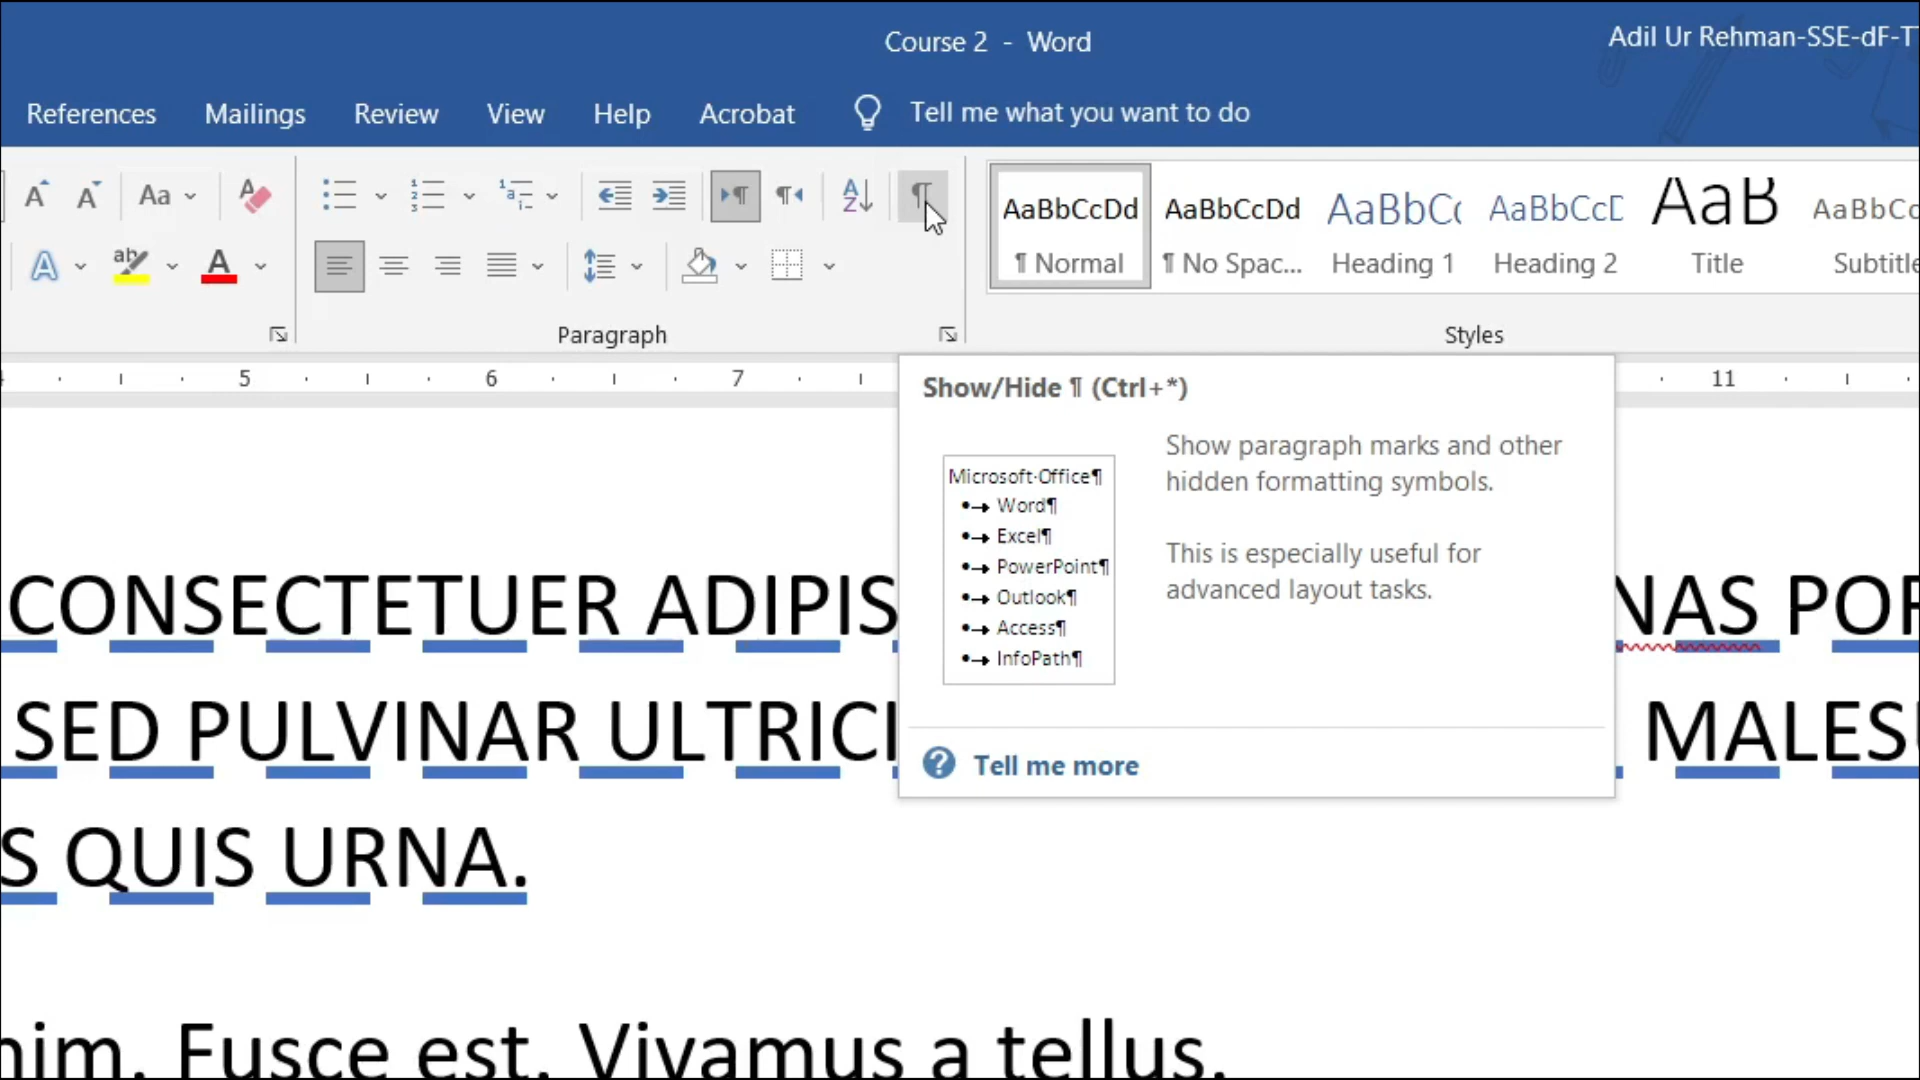 Course 2 - Word
Adil Ur Rehman-SSE-dF-T
References Mailings Review View Help Acrobat Tell me what you want to do
A A Aa A
A ab A
AaBbCcDd AaBbCcDd AaBbCc AaBbCcD AaB AaBbCc
¶ Normal ¶ No Spac... Heading 1 Heading 2 Title Subtitle
Paragraph Styles
5 6 7 11
Show/Hide ¶ (Ctrl+*)
Show paragraph marks and other
hidden formatting symbols.
This is especially useful for
advanced layout tasks.
Microsoft·Office¶
•→ Word¶
•→ Excel¶
•→ PowerPoint¶
•→ Outlook¶
•→ Access¶
•→ InfoPath¶
Tell me more
CONSECTETUER ADIPIS NAS POR
SED PULVINAR ULTRICI MALESU
S QUIS URNA.
nim. Fusce est. Vivamus a tellus.